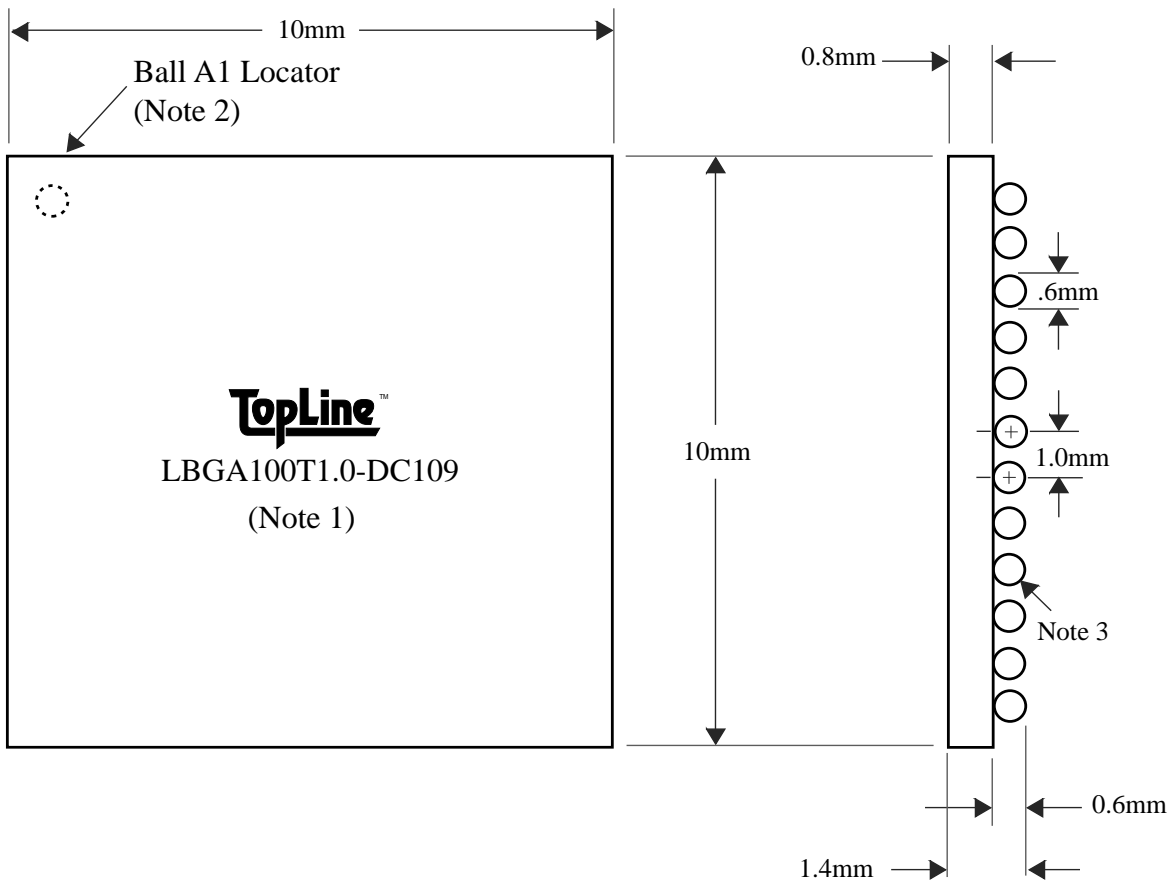 10mm
0.8mm
Ball A1 Locator
(Note 2)
.6mm
TopLine™
LBGA100T1.0-DC109
(Note 1)
10mm
1.0mm
Note 3
0.6mm
1.4mm